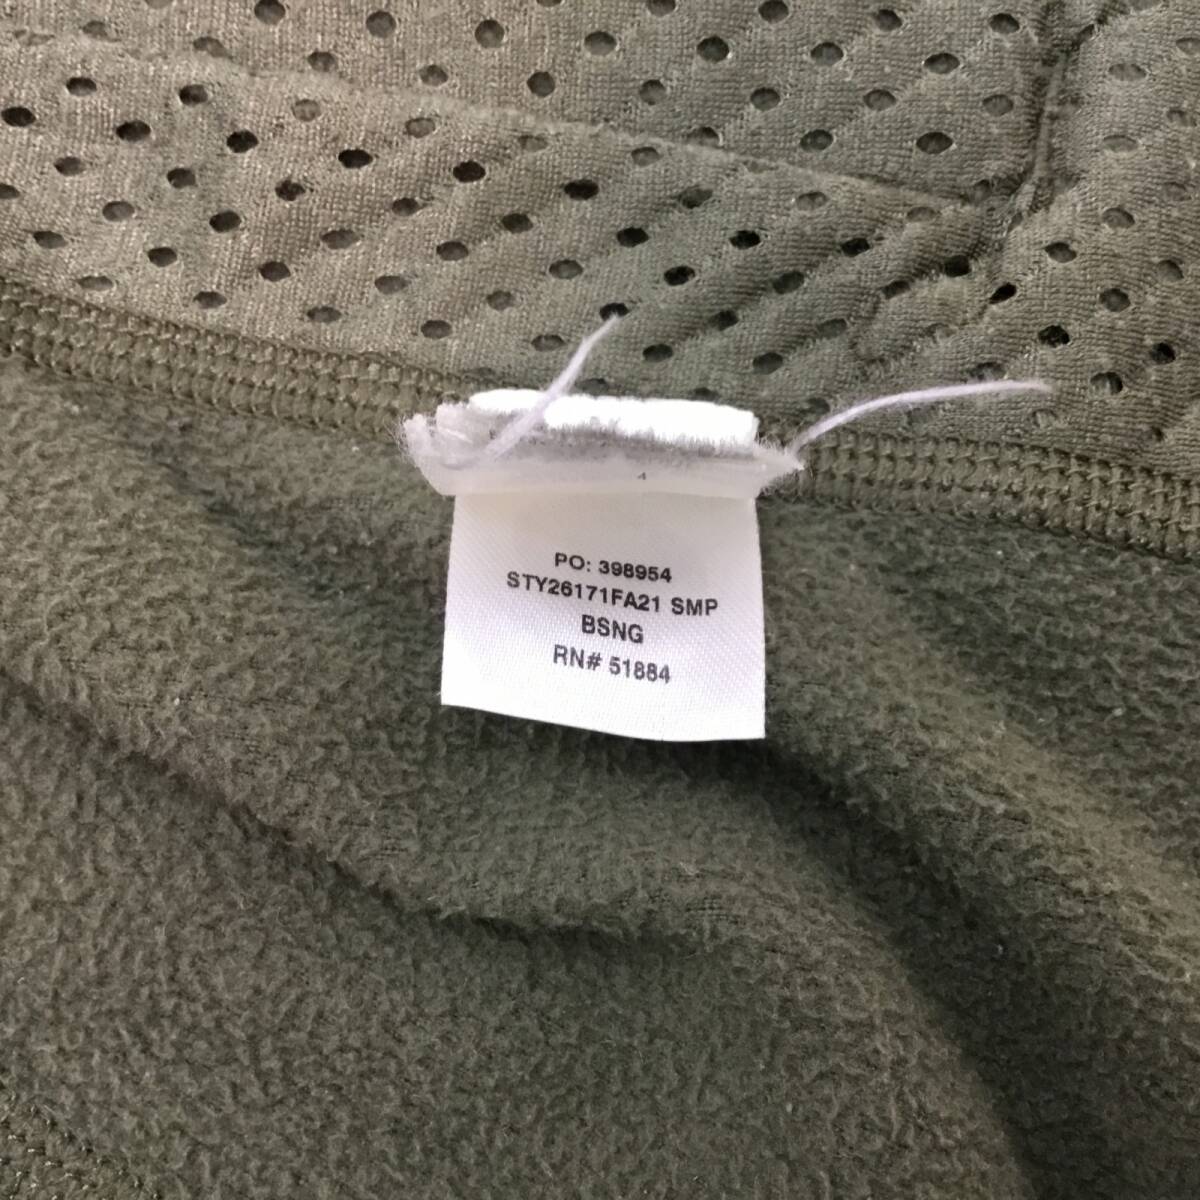 PO: 398954
STY26171FA21 SMP
BSNG
RN# 51884